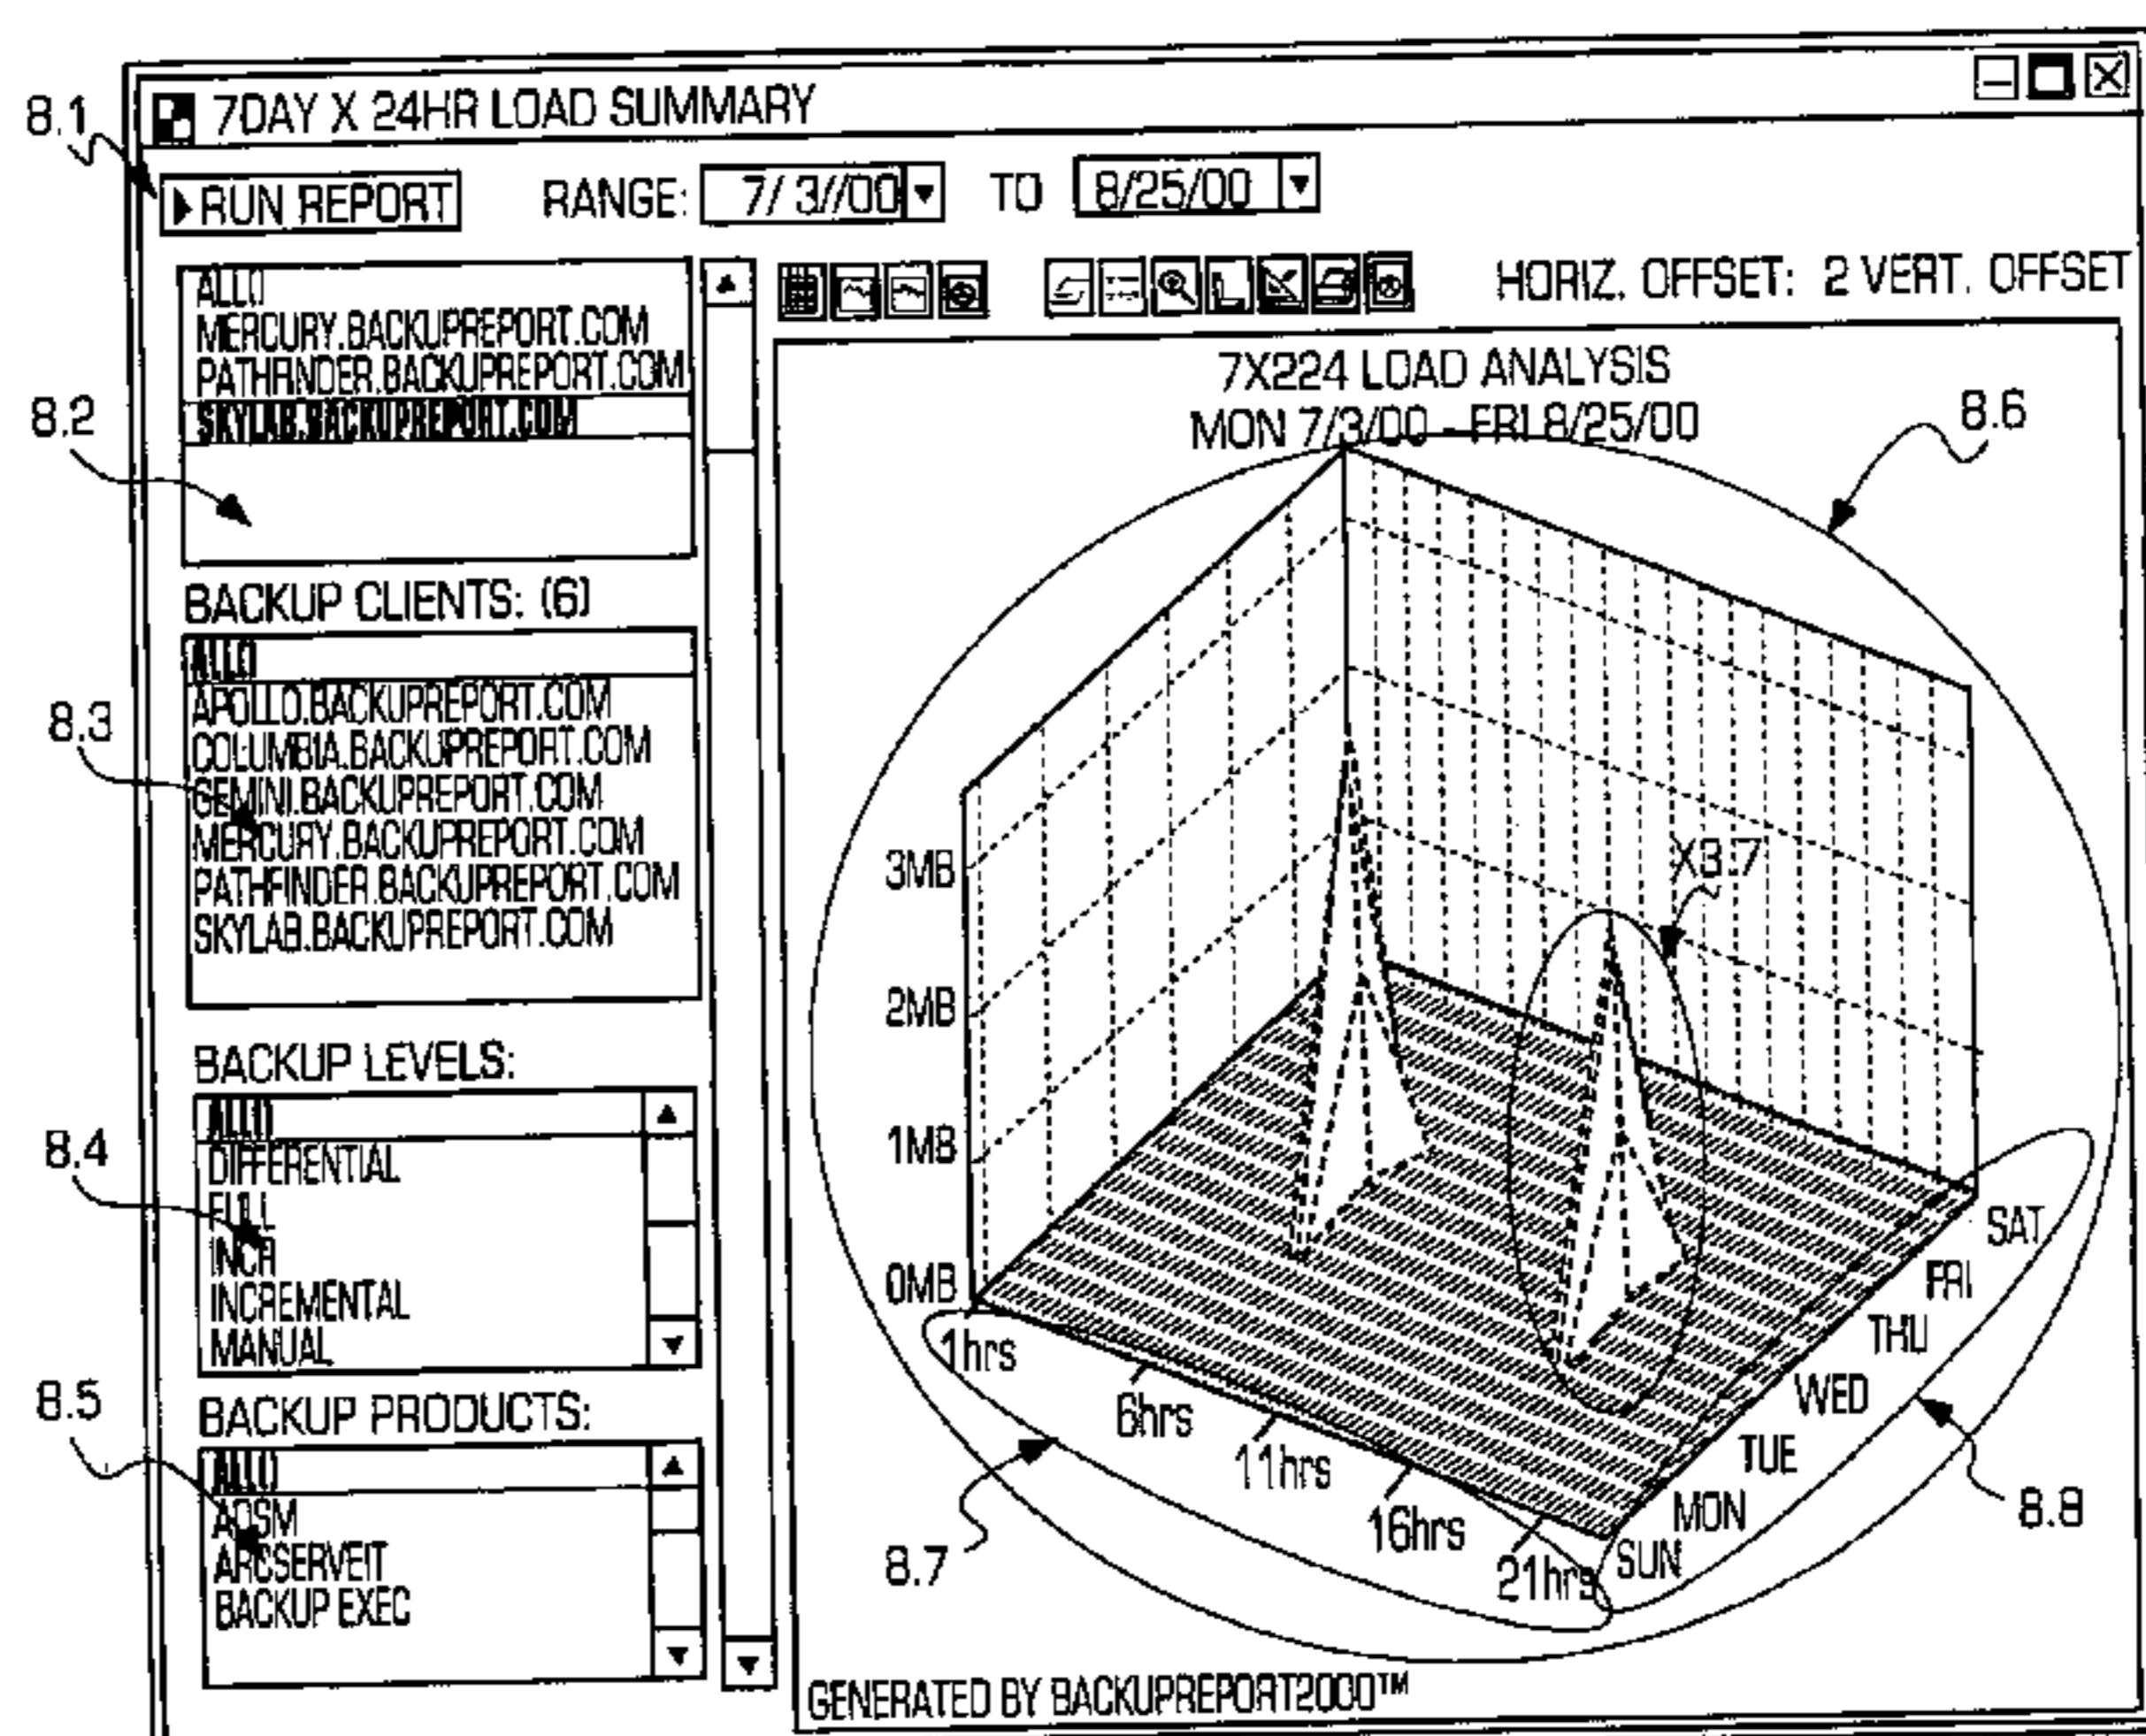 7DAY X 24HR LOAD SUMMARY
8.1
RUN REPORT RANGE: 7/ 3//00 TO 8/25/00
HORIZ. OFFSET: 2 VERT. OFFSET
ALL()
MERCURY.BACKUPREPORT.COM
PATHFINDER.BACKUPREPORT.COM
SKYLAB.BACKUPREPORT.COM
8.2
BACKUP CLIENTS: (6)
ALL()
APOLLO.BACKUPREPORT.COM
COLUMBIA.BACKUPREPORT.COM
GEMINI.BACKUPREPORT.COM
MERCURY.BACKUPREPORT.COM
PATHFINDER.BACKUPREPORT.COM
SKYLAB.BACKUPREPORT.COM
8.3
BACKUP LEVELS:
ALL()
DIFFERENTIAL
FULL
INCR
INCREMENTAL
MANUAL
8.4
BACKUP PRODUCTS:
ALL()
ADSM
ARCSERVEIT
BACKUP EXEC
8.5
7X224 LOAD ANALYSIS
MON 7/3/00 - FRI 8/25/00
8.6
X3.7
3MB
2MB
1MB
0MB
1hrs
6hrs
11hrs
16hrs
21hrs
SUN
MON
TUE
WED
THU
FRI
SAT
8.7
8.8
GENERATED BY BACKUPREPORT2000™